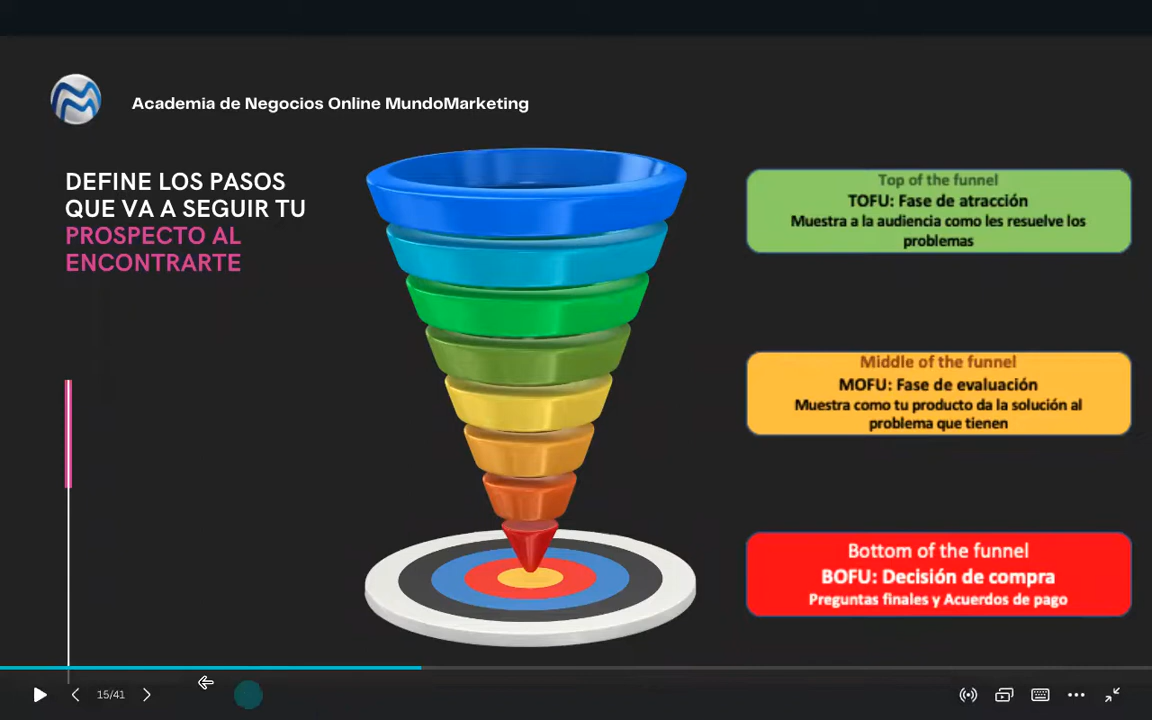 Academia de Negocios Online MundoMarketing
DEFINE LOS PASOS
QUE VA A SEGUIR TU
PROSPECTO AL
ENCONTRARTE
Top of the funnel
TOFU: Fase de atracción
Muestra a la audiencia como les resuelve los
problemas
Middle of the funnel
MOFU: Fase de evaluación
Muestra como tu producto da la solución al
problema que tienen
Bottom of the funnel
BOFU: Decisión de compra
Preguntas finales y Acuerdos de pago
15/41